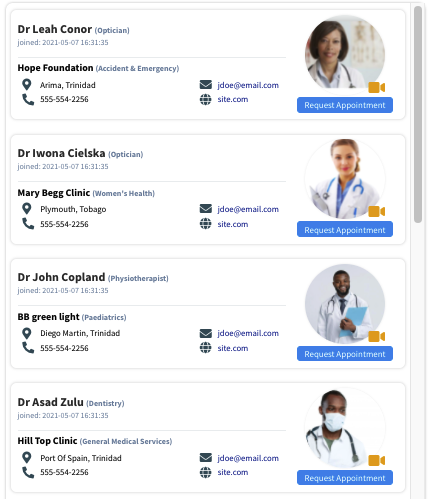 Dr Leah Conor (Optician)
joined: 2021-05-07 16:31:35
Hope Foundation (Accident & Emergency)
Arima, Trinidad
jdoe@email.com
555-554-2256
site.com
Request Appointment
Dr Iwona Cielska (Optician)
joined: 2021-05-07 16:31:35
Mary Begg Clinic (Women's Health)
Plymouth, Tobago
jdoe@email.com
555-554-2256
site.com
Request Appointment
Dr John Copland (Physiotherapist)
joined: 2021-05-07 16:31:35
BB green light (Paediatrics)
Diego Martin, Trinidad
jdoe@email.com
555-554-2256
site.com
Request Appointment
Dr Asad Zulu (Dentistry)
joined: 2021-05-07 16:31:35
Hill Top Clinic (General Medical Services)
Port Of Spain, Trinidad
jdoe@email.com
555-554-2256
site.com
Request Appointment